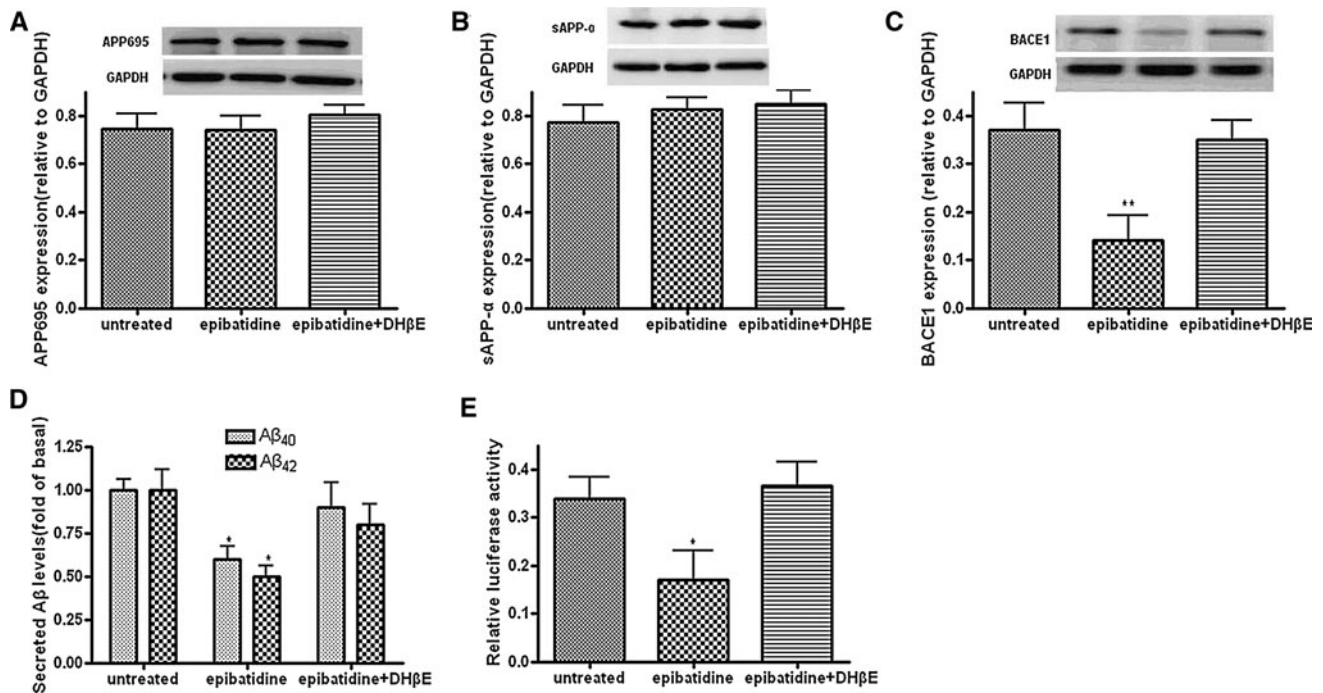 A
APP695
GAPDH
APP695 expression(relative to GAPDH)
0.8
0.6
0.4
0.2
0.0
untreated epibatidine epibatidine+DHβE
B
sAPP-α
GAPDH
sAPP-α expression(relative to GAPDH)
0.8
0.6
0.4
0.2
0.0
untreated epibatidine epibatidine+DHβE
C
BACE1
GAPDH
BACE1 expression (relative to GAPDH)
0.4
0.3
0.2
0.1
0.0
**
untreated epibatidine epibatidine+DHβE
D
Secreted Aβ levels(fold of basal)
1.25
1.00
0.75
0.50
0.25
0.00
Aβ40
Aβ42
* *
untreated epibatidine epibatidine+DHβE
E
Relative luciferase activity
0.4
0.3
0.2
0.1
0.0
*
untreated epibatidine epibatidine+DHβE